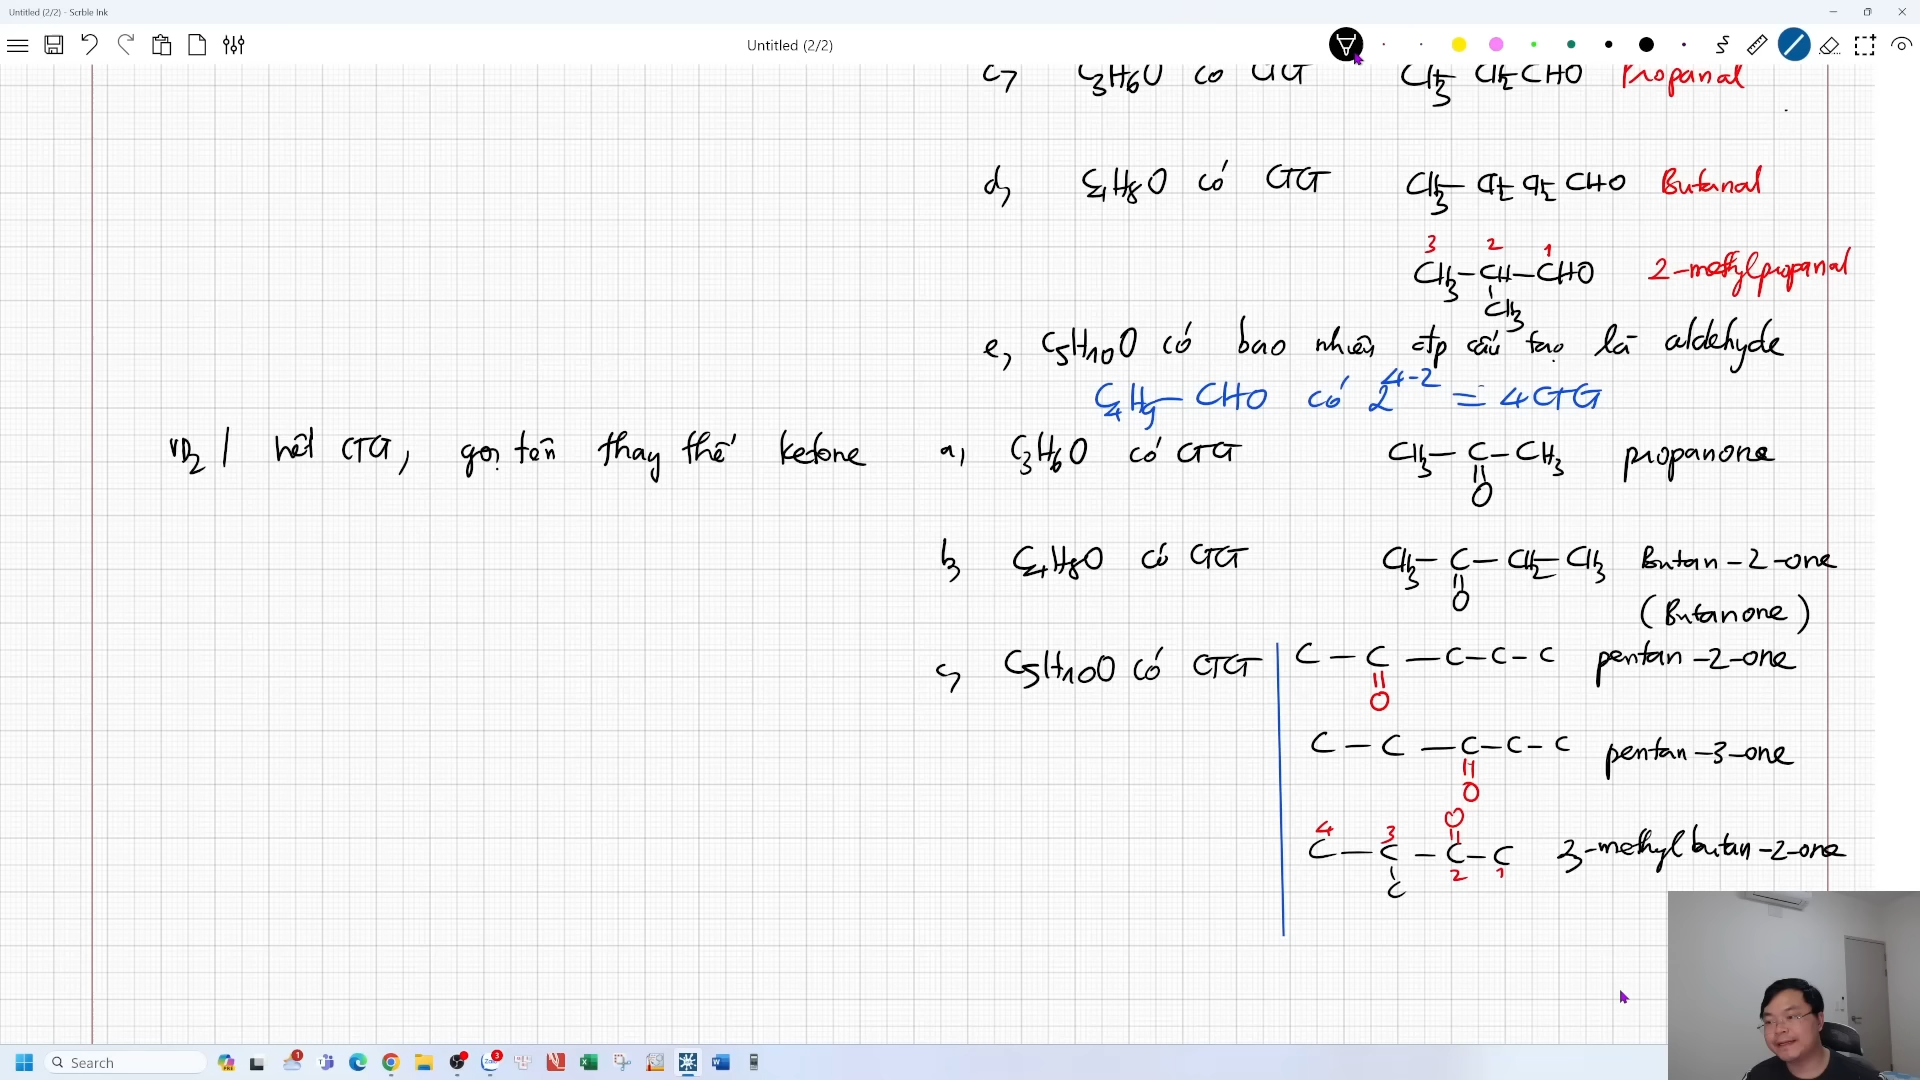 Untitled (2/2) - Scrble Ink
Untitled (2/2)
c, C3H6O có CTCT CH3-CH2CHO Propanal
d, C4H8O có CTCT CH3-CH2CH2CHO Butanal
3 2 1
CH3-CH-CHO 2-methylpropanal
CH3
e, C5H10O có bao nhiêu đp cấu tạo là aldehyde
C4H9-CHO có 2^4-2 = 4 CTCT
VD2 / Viết CTCT, gọi tên thay thế ketone a, C3H6O có CTCT CH3-C-CH3 propanone
O
b, C4H8O có CTCT CH3-C-CH2-CH3 Butan-2-one
O
(Butanone)
c, C5H10O có CTCT C-C-C-C-C pentan-2-one
O
C-C-C-C-C pentan-3-one
O
O
4 3
C-C-C-C 3-methylbutan-2-one
2 1
C
Search